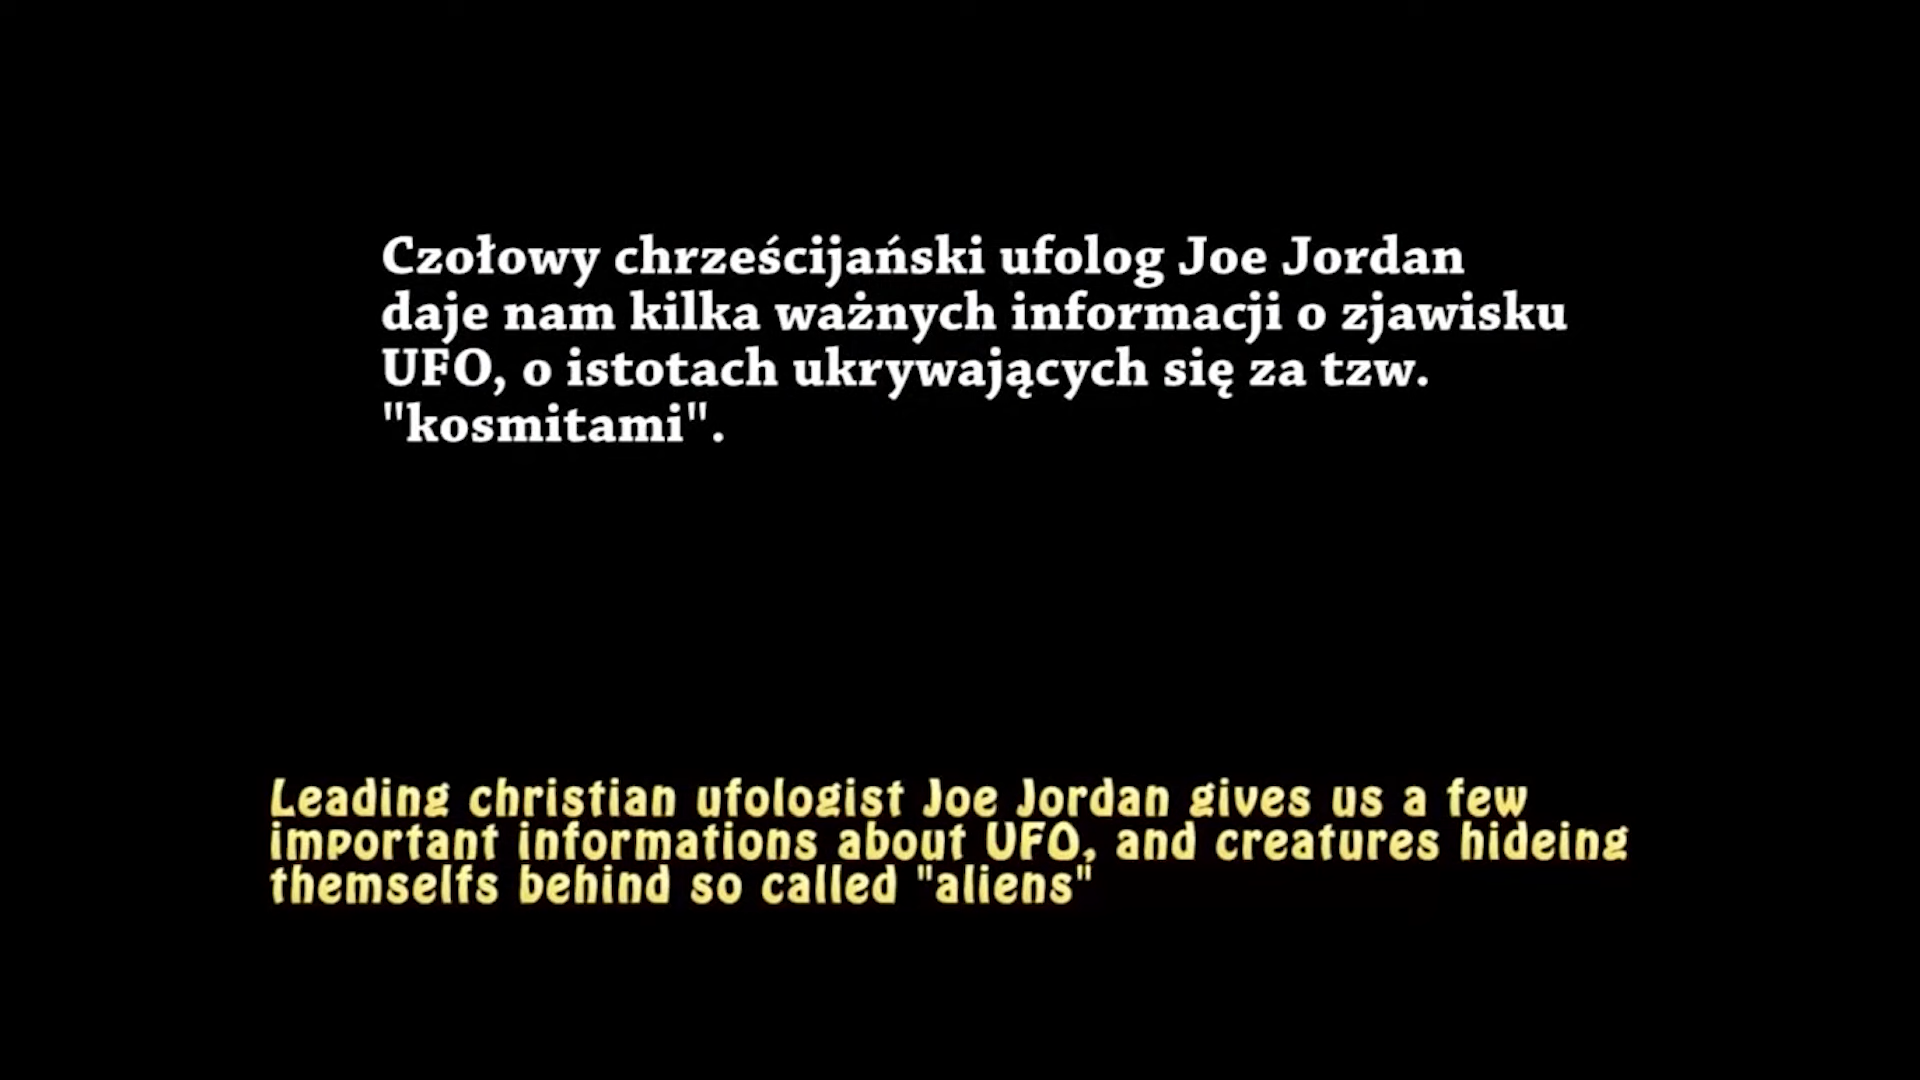 Czołowy chrześcijański ufolog Joe Jordan
daje nam kilka ważnych informacji o zjawisku
UFO, o istotach ukrywających się za tzw.
"kosmitami".
Leading christian ufologist Joe Jordan gives us a few
important informations about UFO, and creatures hideing
themselfs behind so called "aliens"